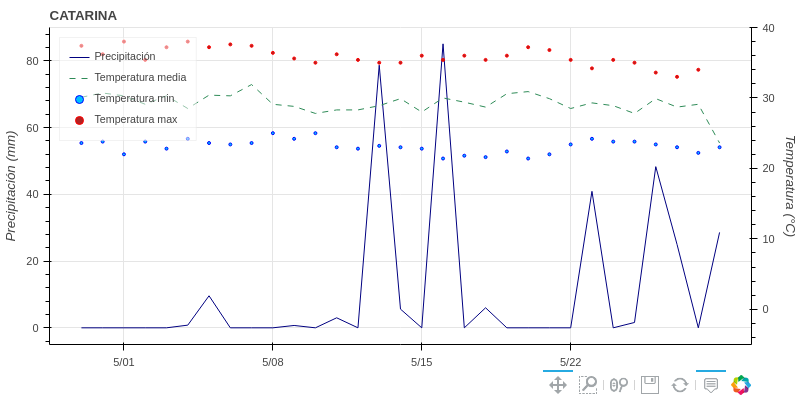 CATARINA
Precipitación
Temperatura media
Temperatura min
Temperatura max
Precipitación (mm)
80
60
40
20
0
Temperatura (°C)
40
30
20
10
0
5/01
5/08
5/15
5/22